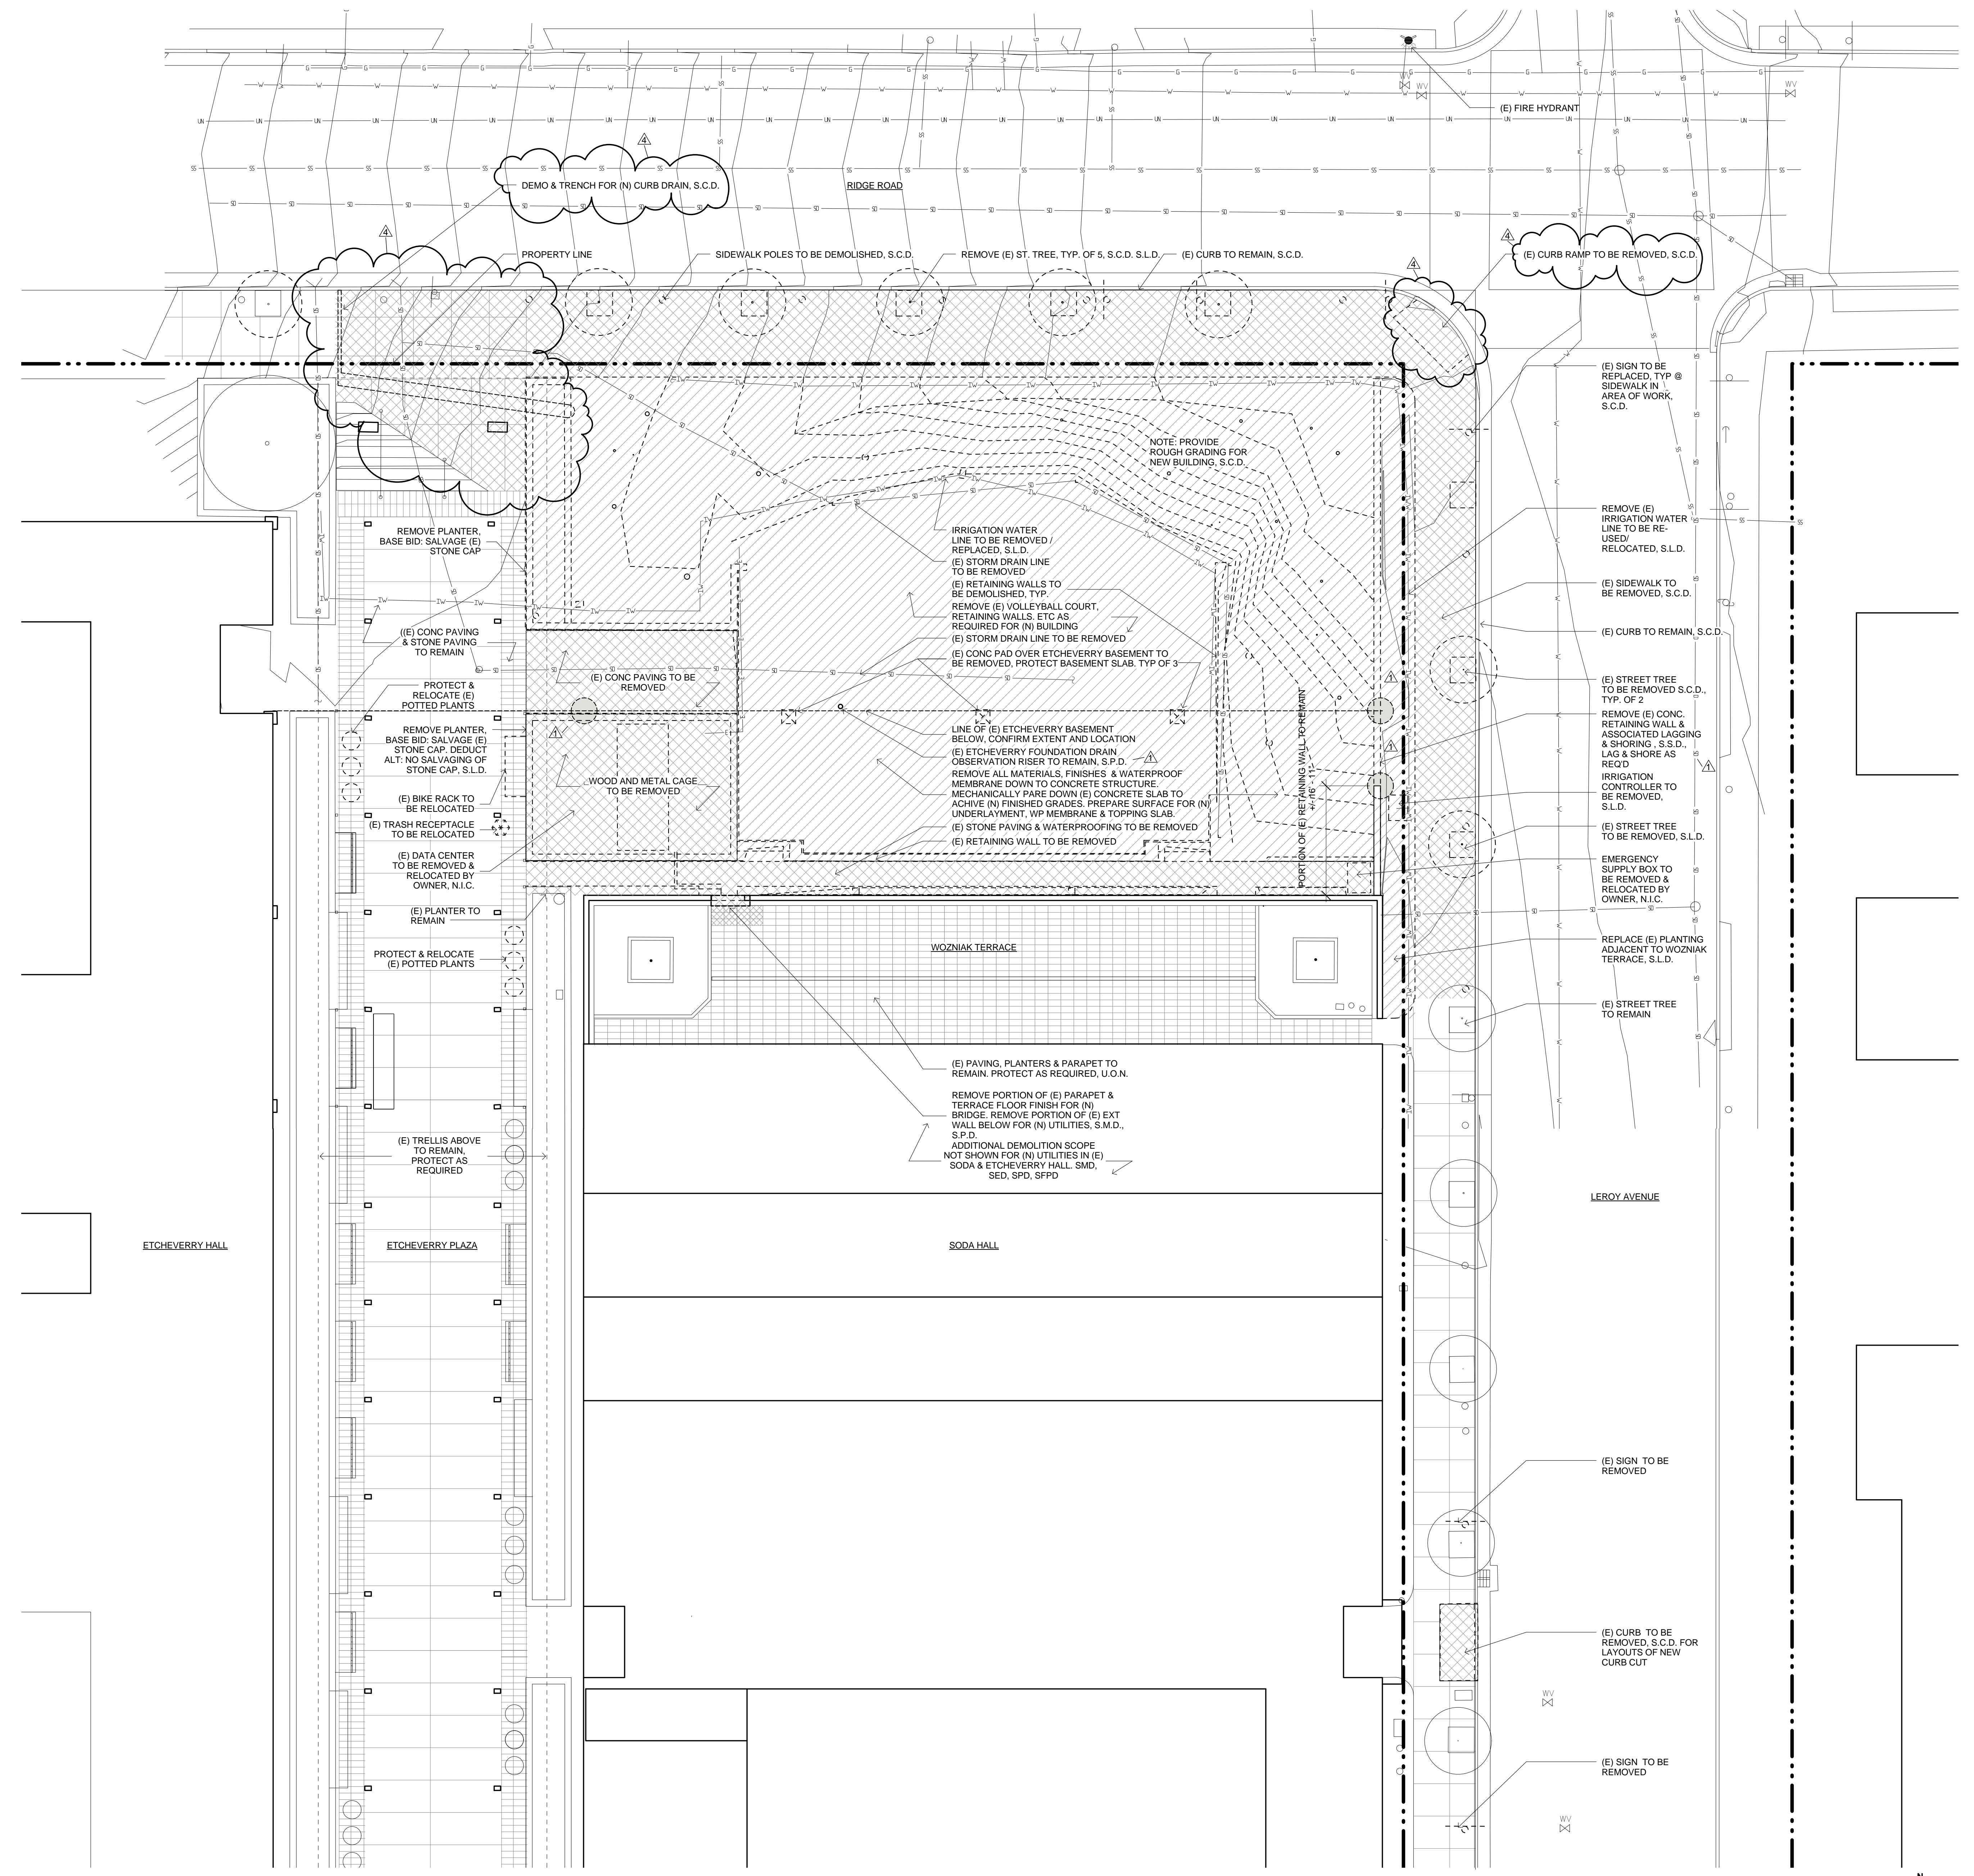 (E) FIRE HYDRANT
4
DEMO & TRENCH FOR (N) CURB DRAIN, S.C.D.
RIDGE ROAD
4
PROPERTY LINE
SIDEWALK POLES TO BE DEMOLISHED, S.C.D.
REMOVE (E) ST. TREE, TYP. OF 5, S.C.D. S.L.D.
(E) CURB TO REMAIN, S.C.D.
4
(E) CURB RAMP TO BE REMOVED, S.C.D.
4
(E) SIGN TO BE
REPLACED, TYP @
SIDEWALK IN
AREA OF WORK,
S.C.D.
NOTE: PROVIDE
ROUGH GRADING FOR
NEW BUILDING, S.C.D.
REMOVE PLANTER,
BASE BID: SALVAGE (E)
STONE CAP
IRRIGATION WATER
LINE TO BE REMOVED /
REPLACED, S.L.D.
(E) STORM DRAIN LINE
TO BE REMOVED
(E) RETAINING WALLS TO
BE DEMOLISHED, TYP.
REMOVE (E) VOLLEYBALL COURT,
RETAINING WALLS. ETC AS
REQUIRED FOR (N) BUILDING
(E) STORM DRAIN LINE TO BE REMOVED
(E) CONC PAD OVER ETCHEVERRY BASEMENT TO
BE REMOVED, PROTECT BASEMENT SLAB. TYP OF 3
REMOVE (E)
IRRIGATION WATER
LINE TO BE RE-
USED/
RELOCATED, S.L.D.
(E) SIDEWALK TO
BE REMOVED, S.C.D.
(E) CURB TO REMAIN, S.C.D.
((E) CONC PAVING
& STONE PAVING
TO REMAIN
(E) CONC PAVING TO BE
REMOVED
PROTECT &
RELOCATE (E)
POTTED PLANTS
1
(E) STREET TREE
TO BE REMOVED S.C.D.,
TYP. OF 2
REMOVE PLANTER,
BASE BID: SALVAGE (E)
STONE CAP. DEDUCT
ALT: NO SALVAGING OF
STONE CAP, S.L.D.
1
LINE OF (E) ETCHEVERRY BASEMENT
BELOW, CONFIRM EXTENT AND LOCATION
(E) ETCHEVERRY FOUNDATION DRAIN
OBSERVATION RISER TO REMAIN, S.P.D.
1
REMOVE ALL MATERIALS, FINISHES & WATERPROOF
MEMBRANE DOWN TO CONCRETE STRUCTURE.
MECHANICALLY PARE DOWN (E) CONCRETE SLAB TO
ACHIVE (N) FINISHED GRADES. PREPARE SURFACE FOR (N)
UNDERLAYMENT, WP MEMBRANE & TOPPING SLAB.
(E) STONE PAVING & WATERPROOFING TO BE REMOVED
(E) RETAINING WALL TO BE REMOVED
PORTION OF (E) RETAINING WALL TO REMAIN
+/-16' - 11"
1
REMOVE (E) CONC.
RETAINING WALL &
ASSOCIATED LAGGING
& SHORING , S.S.D.,
LAG & SHORE AS
REQ'D
1
IRRIGATION
CONTROLLER TO
BE REMOVED,
S.L.D.
(E) STREET TREE
TO BE REMOVED, S.L.D.
WOOD AND METAL CAGE
TO BE REMOVED
(E) BIKE RACK TO
BE RELOCATED
(E) TRASH RECEPTACLE
TO BE RELOCATED
(E) DATA CENTER
TO BE REMOVED &
RELOCATED BY
OWNER, N.I.C.
EMERGENCY
SUPPLY BOX TO
BE REMOVED &
RELOCATED BY
OWNER, N.I.C.
(E) PLANTER TO
REMAIN
PROTECT & RELOCATE
(E) POTTED PLANTS
WOZNIAK TERRACE
REPLACE (E) PLANTING
ADJACENT TO WOZNIAK
TERRACE, S.L.D.
(E) STREET TREE
TO REMAIN
(E) PAVING, PLANTERS & PARAPET TO
REMAIN. PROTECT AS REQUIRED, U.O.N.
REMOVE PORTION OF (E) PARAPET &
TERRACE FLOOR FINISH FOR (N)
BRIDGE. REMOVE PORTION OF (E) EXT
WALL BELOW FOR (N) UTILITIES, S.M.D.,
S.P.D.
ADDITIONAL DEMOLITION SCOPE
NOT SHOWN FOR (N) UTILITIES IN (E)
SODA & ETCHEVERRY HALL. SMD,
SED, SPD, SFPD
(E) TRELLIS ABOVE
TO REMAIN,
PROTECT AS
REQUIRED
LEROY AVENUE
ETCHEVERRY HALL
ETCHEVERRY PLAZA
SODA HALL
(E) SIGN TO BE
REMOVED
(E) CURB TO BE
REMOVED, S.C.D. FOR
LAYOUTS OF NEW
CURB CUT
WV
(E) SIGN TO BE
REMOVED
WV
N